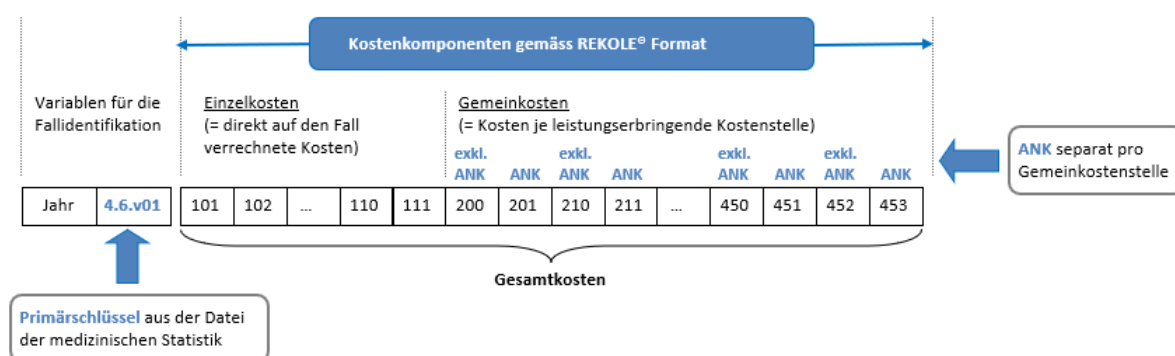 Kostenkomponenten gemäss REKOLE® Format
Variablen für die
Fallidentifikation
Einzelkosten
(= direkt auf den Fall
verrechnete Kosten)
Gemeinkosten
(= Kosten je leistungserbringende Kostenstelle)
exkl. exkl. exkl. exkl.
ANK ANK ANK ANK ANK ANK ANK ANK
ANK separat pro
Gemeinkostenstelle
Jahr 4.6.v01 101 102 ... 110 111 200 201 210 211 ... 450 451 452 453
Gesamtkosten
Primärschlüssel aus der Datei
der medizinischen Statistik